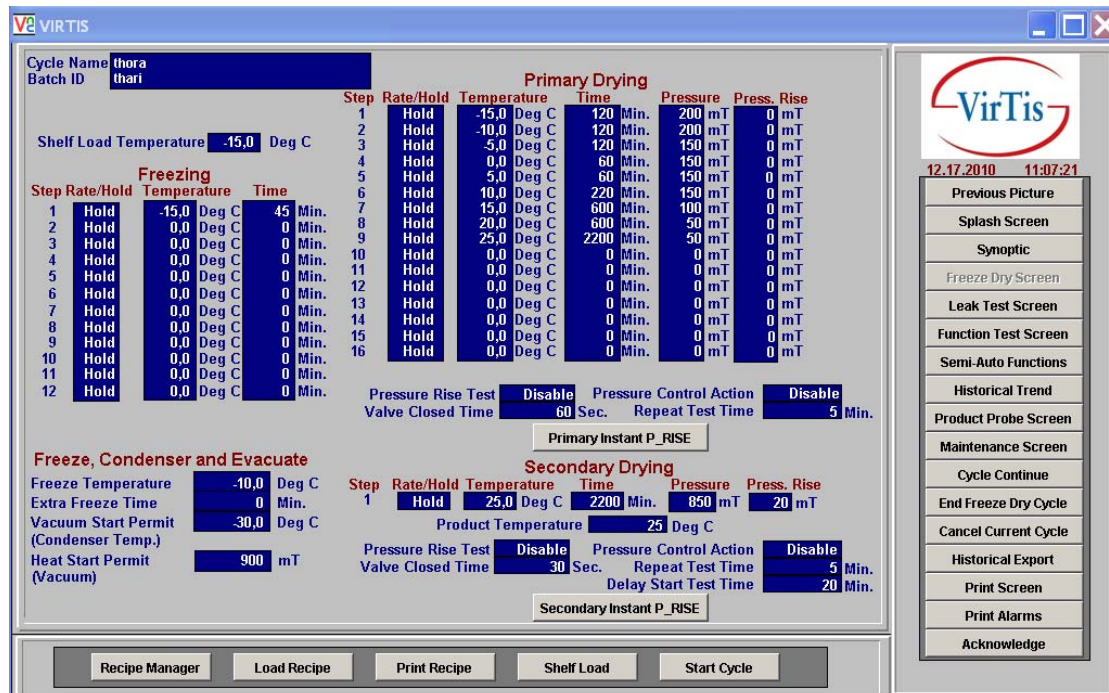 VIRTIS
Cycle Name thora
Batch ID thari
Shelf Load Temperature -15,0 Deg C
Freezing
Step Rate/Hold Temperature Time
1 Hold -15,0 Deg C 45 Min.
2 Hold 0,0 Deg C 0 Min.
3 Hold 0,0 Deg C 0 Min.
4 Hold 0,0 Deg C 0 Min.
5 Hold 0,0 Deg C 0 Min.
6 Hold 0,0 Deg C 0 Min.
7 Hold 0,0 Deg C 0 Min.
8 Hold 0,0 Deg C 0 Min.
9 Hold 0,0 Deg C 0 Min.
10 Hold 0,0 Deg C 0 Min.
11 Hold 0,0 Deg C 0 Min.
12 Hold 0,0 Deg C 0 Min.
Freeze, Condenser and Evacuate
Freeze Temperature -10,0 Deg C
Extra Freeze Time 0 Min.
Vacuum Start Permit -30,0 Deg C
(Condenser Temp.)
Heat Start Permit 900 mT
(Vacuum)
Primary Drying
Step Rate/Hold Temperature Time Pressure Press. Rise
1 Hold -15,0 Deg C 120 Min. 200 mT 0 mT
2 Hold -10,0 Deg C 120 Min. 200 mT 0 mT
3 Hold -5,0 Deg C 120 Min. 150 mT 0 mT
4 Hold 0,0 Deg C 60 Min. 150 mT 0 mT
5 Hold 5,0 Deg C 60 Min. 150 mT 0 mT
6 Hold 10,0 Deg C 220 Min. 150 mT 0 mT
7 Hold 15,0 Deg C 600 Min. 100 mT 0 mT
8 Hold 20,0 Deg C 600 Min. 50 mT 0 mT
9 Hold 25,0 Deg C 2200 Min. 50 mT 0 mT
10 Hold 0,0 Deg C 0 Min. 0 mT 0 mT
11 Hold 0,0 Deg C 0 Min. 0 mT 0 mT
12 Hold 0,0 Deg C 0 Min. 0 mT 0 mT
13 Hold 0,0 Deg C 0 Min. 0 mT 0 mT
14 Hold 0,0 Deg C 0 Min. 0 mT 0 mT
15 Hold 0,0 Deg C 0 Min. 0 mT 0 mT
16 Hold 0,0 Deg C 0 Min. 0 mT 0 mT
Pressure Rise Test Disable Pressure Control Action Disable
Valve Closed Time 60 Sec. Repeat Test Time 5 Min.
Primary Instant P_RISE
Secondary Drying
Step Rate/Hold Temperature Time Pressure Press. Rise
1 Hold 25,0 Deg C 2200 Min. 850 mT 20 mT
Product Temperature 25 Deg C
Pressure Rise Test Disable Pressure Control Action Disable
Valve Closed Time 30 Sec. Repeat Test Time 5 Min.
Delay Start Test Time 20 Min.
Secondary Instant P_RISE
VirTis
12.17.2010 11:07:21
Previous Picture
Splash Screen
Synoptic
Freeze Dry Screen
Leak Test Screen
Function Test Screen
Semi-Auto Functions
Historical Trend
Product Probe Screen
Maintenance Screen
Cycle Continue
End Freeze Dry Cycle
Cancel Current Cycle
Historical Export
Print Screen
Print Alarms
Acknowledge
Recipe Manager Load Recipe Print Recipe Shelf Load Start Cycle